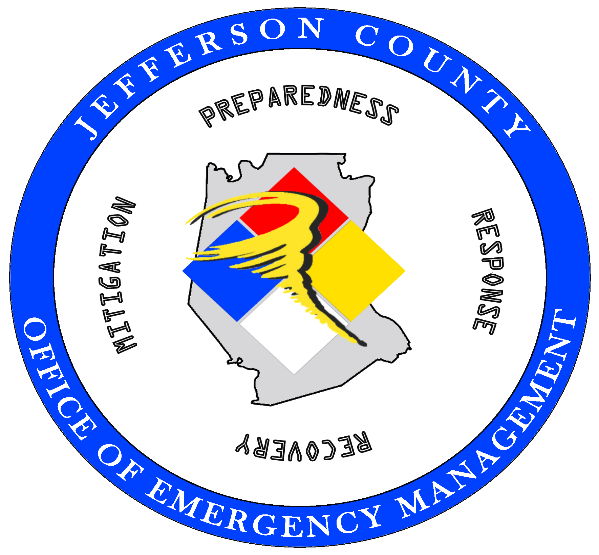 JEFFERSON COUNTY
PREPAREDNESS
MITIGATION
RESPONSE
RECOVERY
OFFICE OF EMERGENCY MANAGEMENT